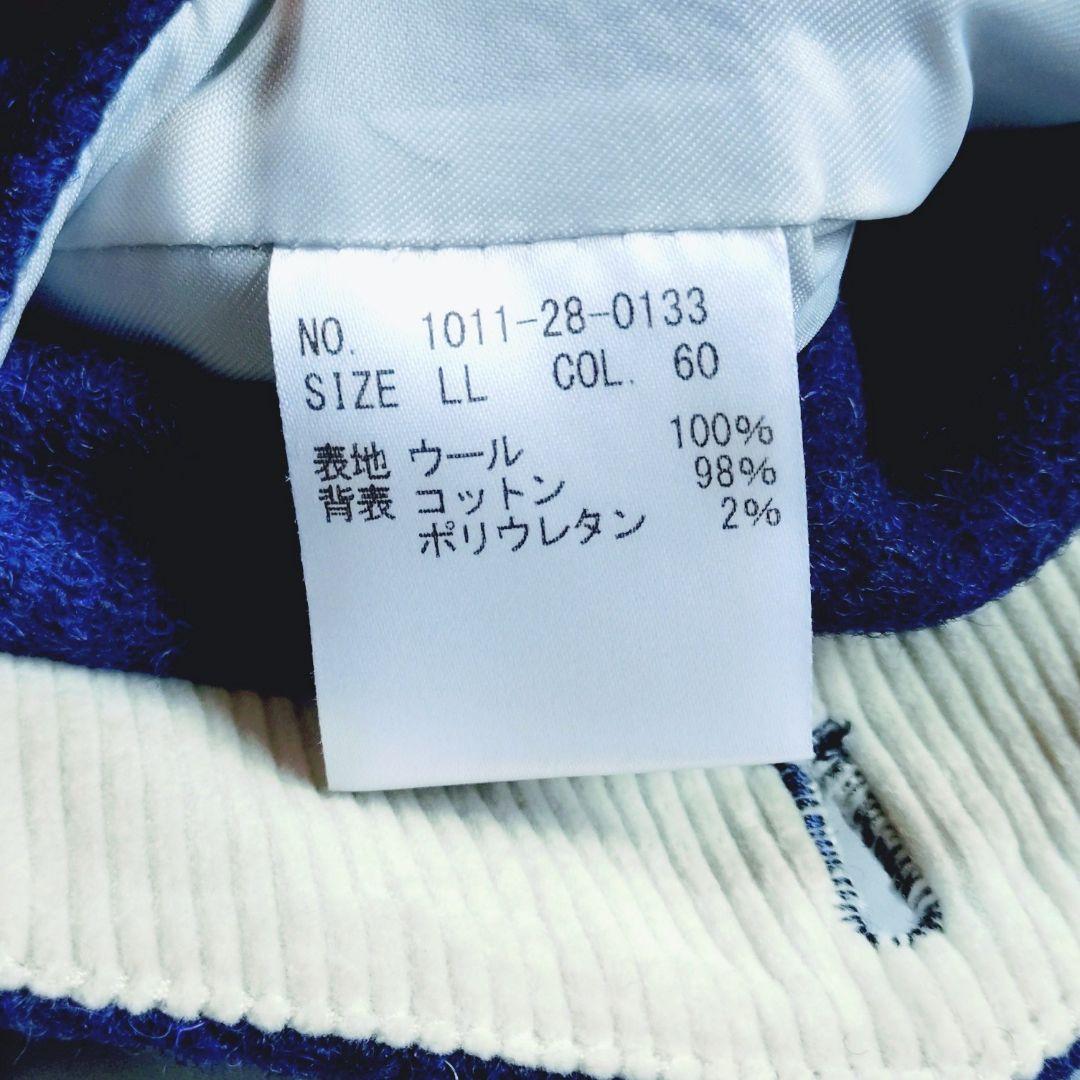 NO. 1011-28-0133
SIZE LL COL. 60
表地 ウール 100%
背表 コットン 98%
ポリウレタン 2%